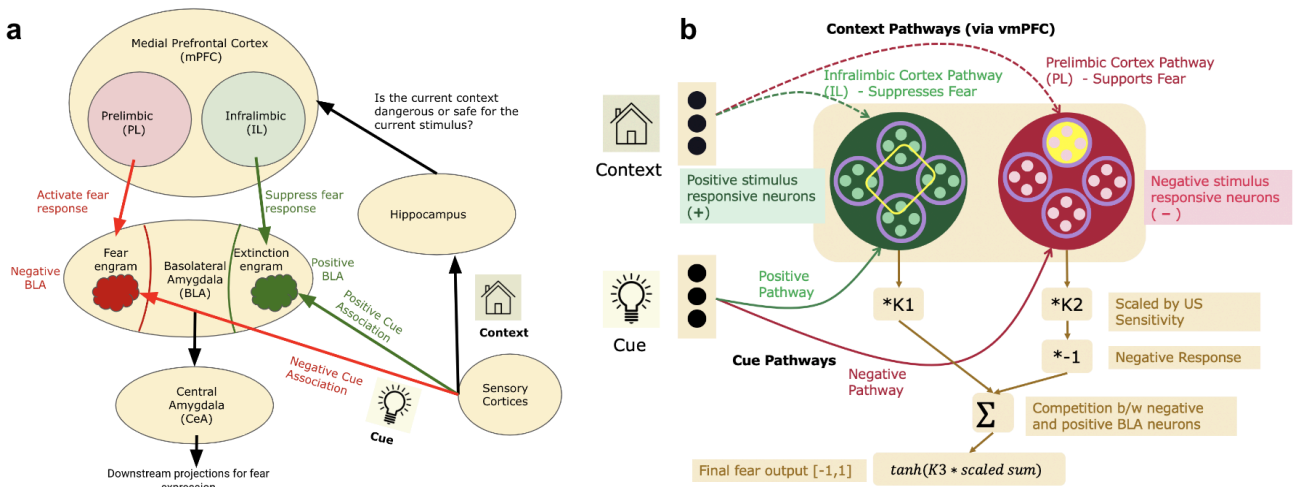 a
Medial Prefrontal Cortex
(mPFC)
Prelimbic
(PL)
Infralimbic
(IL)
Is the current context
dangerous or safe for the
current stimulus?
Activate fear
response
Suppress fear
response
Hippocampus
Fear
engram
Extinction
engram
Basolateral
Amygdala
(BLA)
Negative
BLA
Positive
BLA
Positive Cue
Association
Context
Negative Cue
Association
Cue
Sensory
Cortices
Central
Amygdala
(CeA)
Downstream projections for fear
expression
b
Context Pathways (via vmPFC)
Infralimbic Cortex Pathway
(IL) - Suppresses Fear
Prelimbic Cortex Pathway
(PL) - Supports Fear
Context
Positive stimulus
responsive neurons
(+)
Negative stimulus
responsive neurons
( − )
Positive
Pathway
Cue
Cue Pathways
Negative
Pathway
*K1
*K2
Scaled by US
Sensitivity
*-1
Negative Response
Σ
Competition b/w negative
and positive BLA neurons
Final fear output [-1,1]
tanh(K3 * scaled sum)